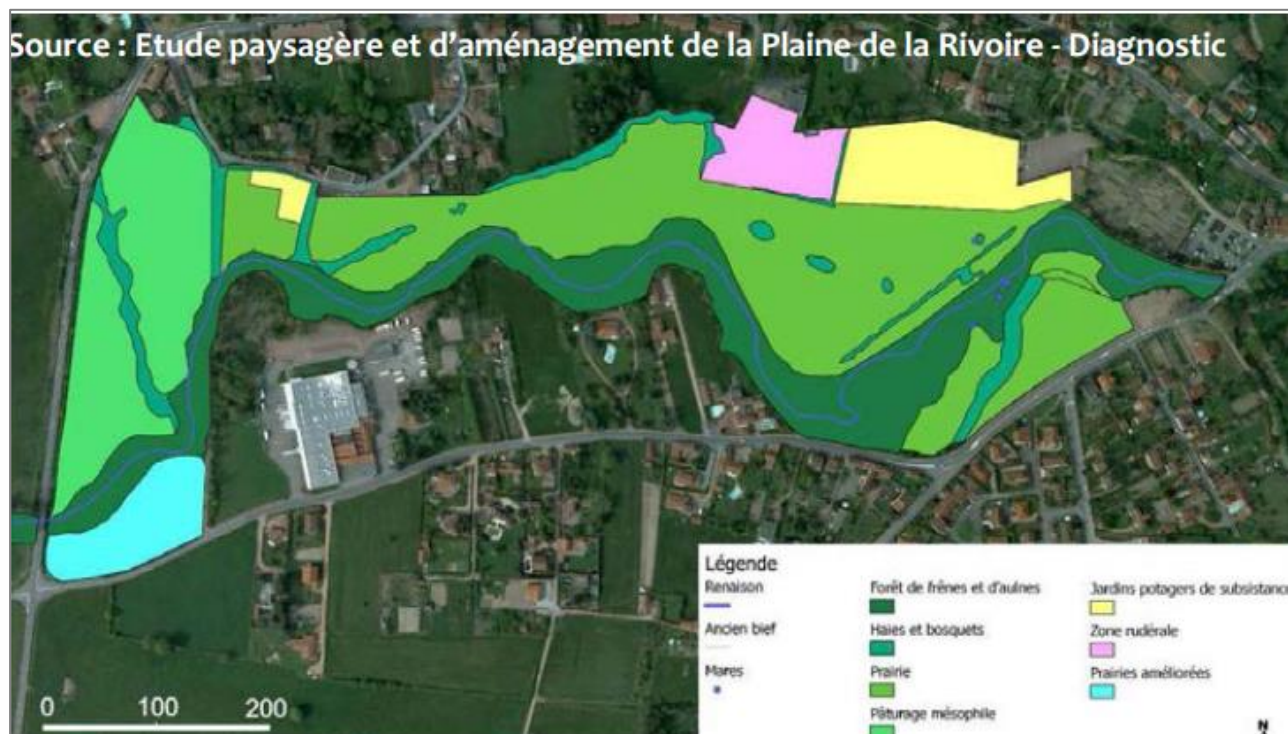 Source : Etude paysagère et d’aménagement de la Plaine de la Rivoire - Diagnostic
Légende
Renaison
Ancien bief
Mares
Forêt de frênes et d'aulnes
Haies et bosquets
Prairie
Pâturage mésophile
Jardins potagers de subsistance
Zone rudérale
Prairies améliorées
0 100 200
N